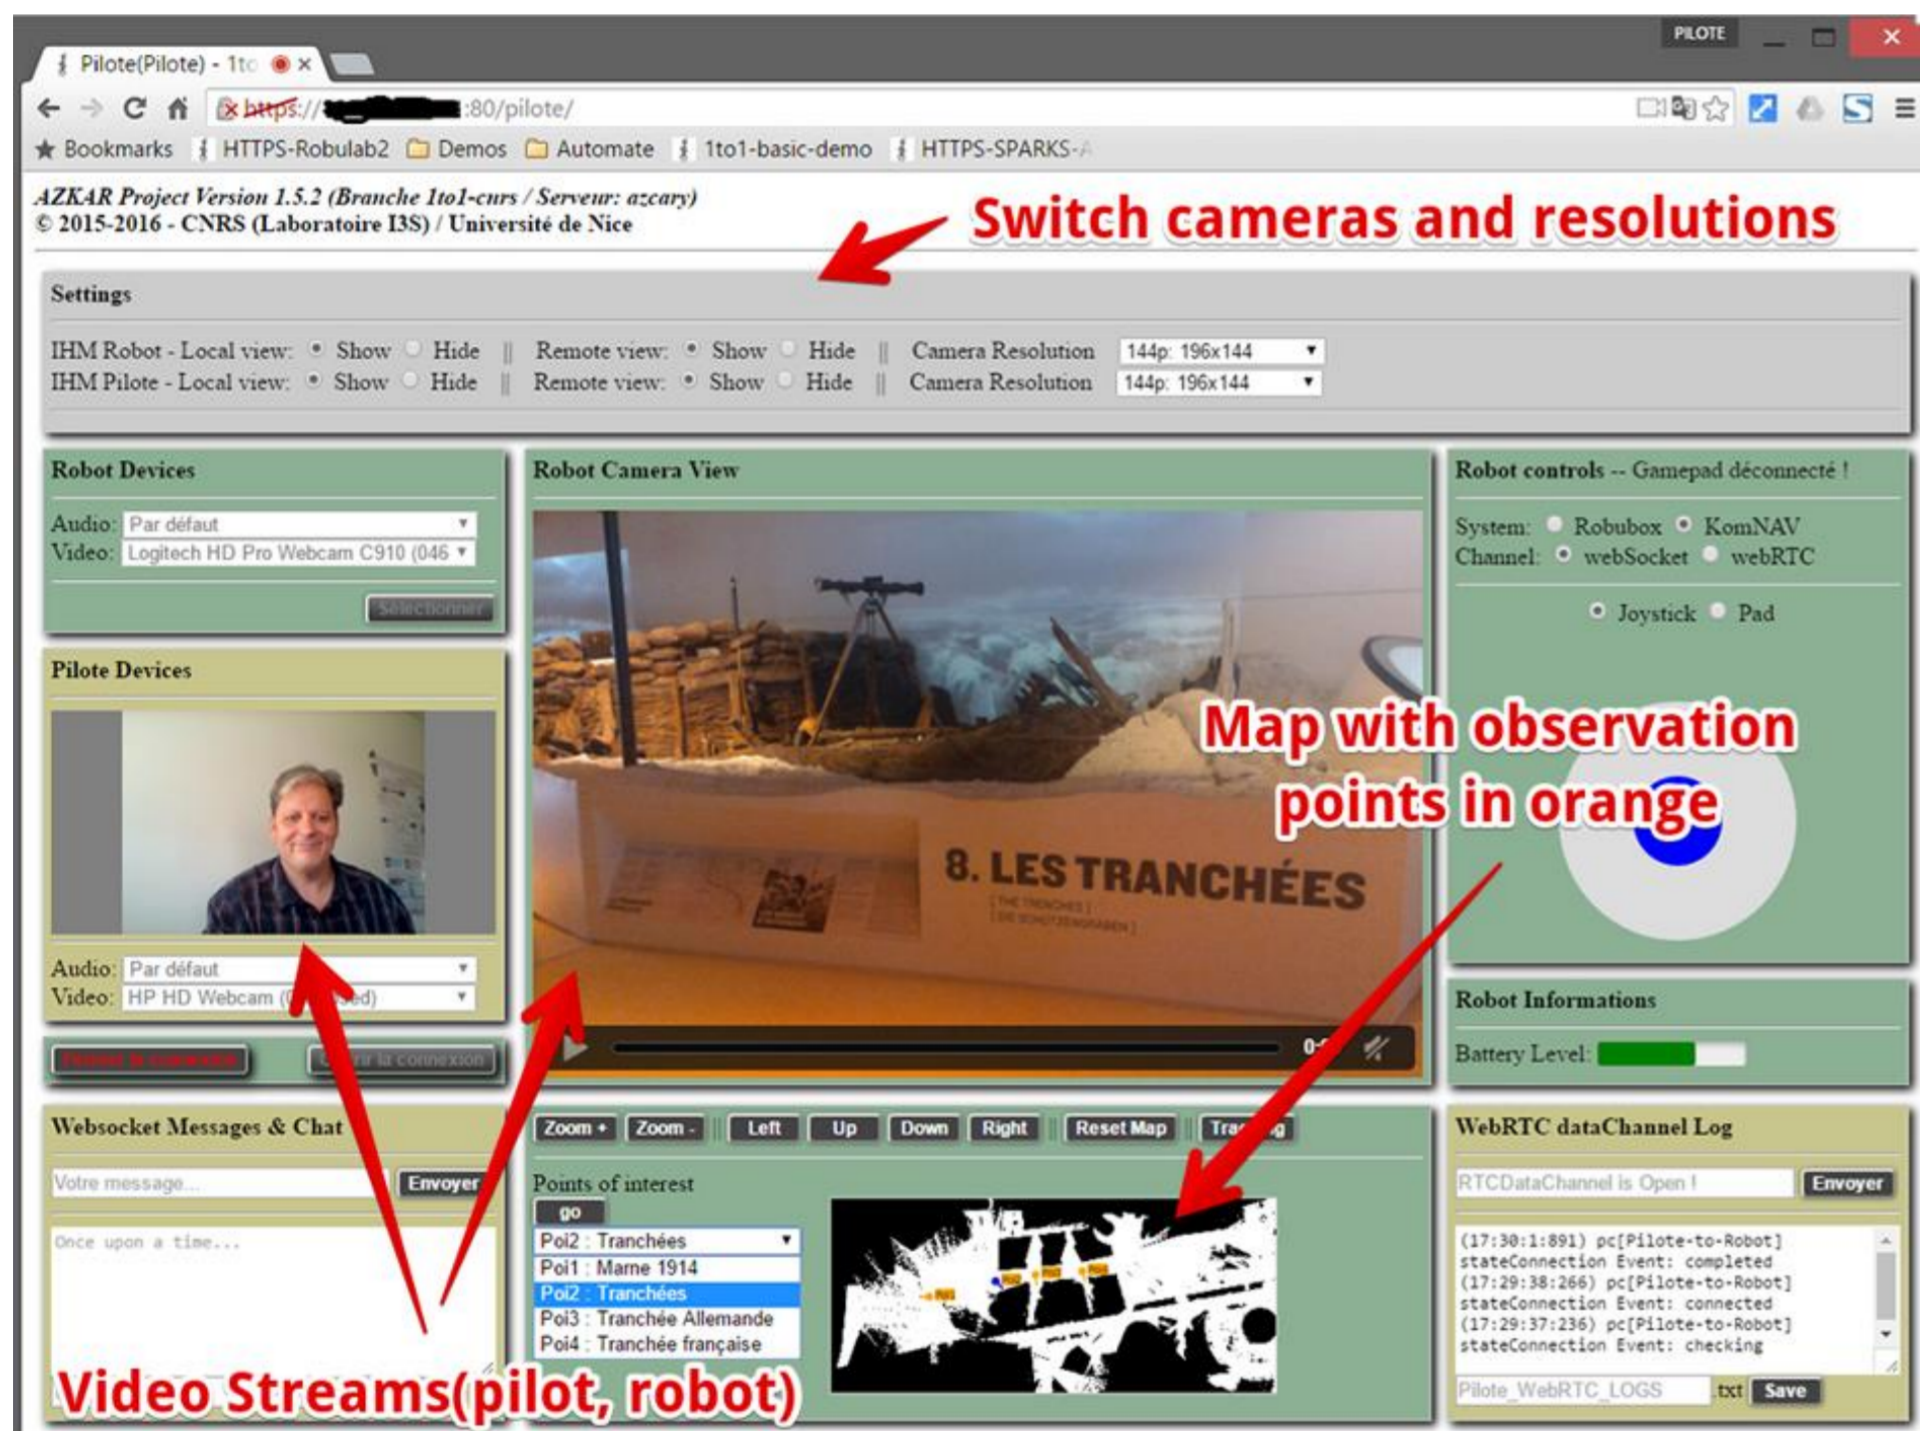 PILOTE
Pilote(Pilote) - 1to
https:// :80/pilote/
Bookmarks HTTPS-Robulab2 Demos Automate 1to1-basic-demo HTTPS-SPARKS-A
AZKAR Project Version 1.5.2 (Branche 1to1-cnrs / Serveur: azcary)
© 2015-2016 - CNRS (Laboratoire I3S) / Université de Nice
Switch cameras and resolutions
Settings
IHM Robot - Local view: Show Hide || Remote view: Show Hide || Camera Resolution 144p: 196x144
IHM Pilote - Local view: Show Hide || Remote view: Show Hide || Camera Resolution 144p: 196x144
Robot Devices
Audio: Par défaut
Video: Logitech HD Pro Webcam C910 (046
Sélectionner
Pilote Devices
Audio: Par défaut
Video: HP HD Webcam
la connexion
Websocket Messages & Chat
Votre message... Envoyer
Once upon a time...
Video Streams(pilot, robot)
Robot Camera View
8. LES TRANCHÉES
[ THE TRENCHES ]
Map with observation
points in orange
Zoom + Zoom - || Left Up Down Right || Reset Map ||
Points of interest
go
Poi2 : Tranchées
Poi1 : Marne 1914
Poi2 : Tranchées
Poi3 : Tranchée Allemande
Poi4 : Tranchée française
Poi1 Poi2 Poi3 Poi4
Robot controls -- Gamepad déconnecté !
System: Robubox KomNAV
Channel: webSocket webRTC
Joystick Pad
Robot Informations
Battery Level:
WebRTC dataChannel Log
RTCDataChannel is Open ! Envoyer
(17:30:1:891) pc[Pilote-to-Robot]
stateConnection Event: completed
(17:29:38:266) pc[Pilote-to-Robot]
stateConnection Event: connected
(17:29:37:236) pc[Pilote-to-Robot]
stateConnection Event: checking
Pilote_WebRTC_LOGS .txt Save